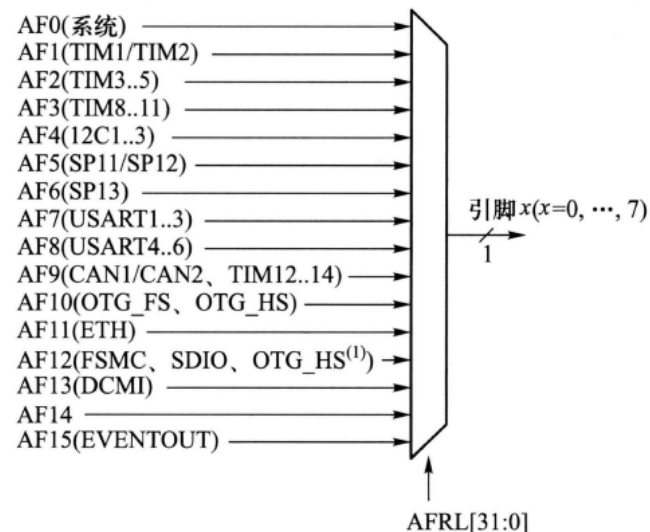 AF0(系统)
AF1(TIM1/TIM2)
AF2(TIM3..5)
AF3(TIM8..11)
AF4(12C1..3)
AF5(SP11/SP12)
AF6(SP13)
AF7(USART1..3)
AF8(USART4..6)
AF9(CAN1/CAN2、TIM12..14)
AF10(OTG_FS、OTG_HS)
AF11(ETH)
AF12(FSMC、SDIO、OTG_HS(1))
AF13(DCMI)
AF14
AF15(EVENTOUT)
引脚x(x=0, ⋯, 7)
1
AFRL[31:0]